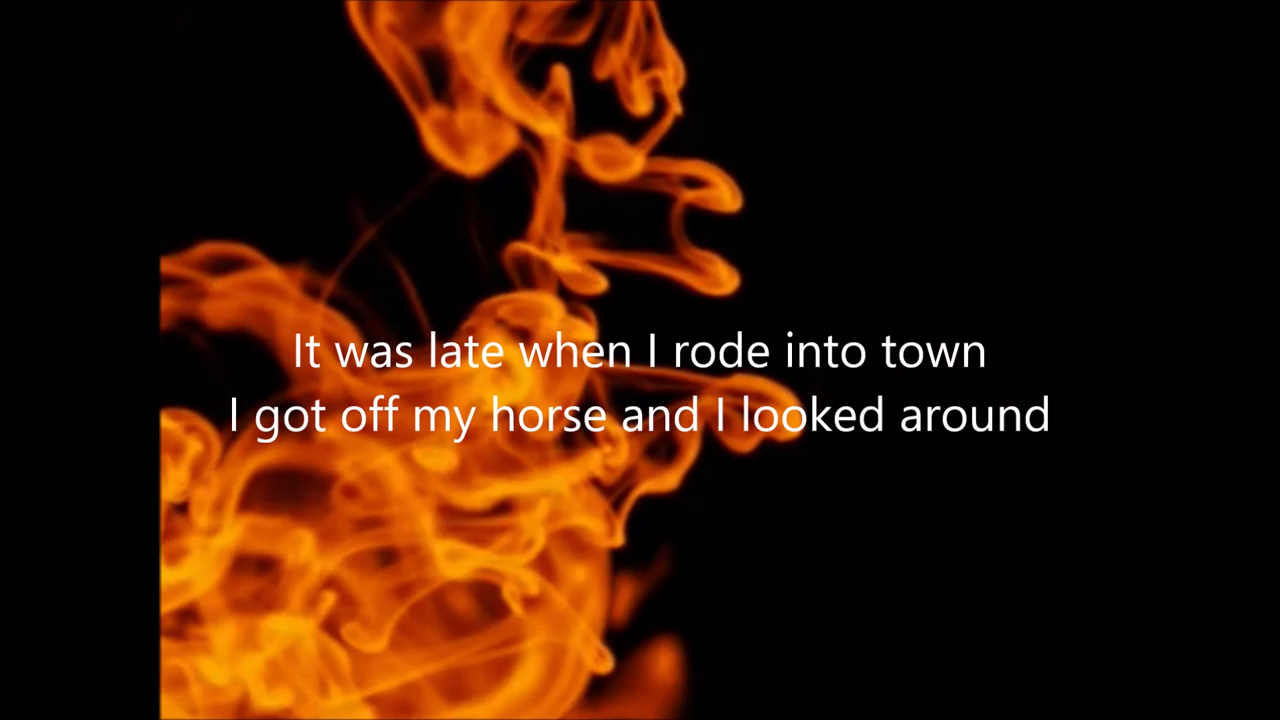 It was late when I rode into town
I got off my horse and I looked around